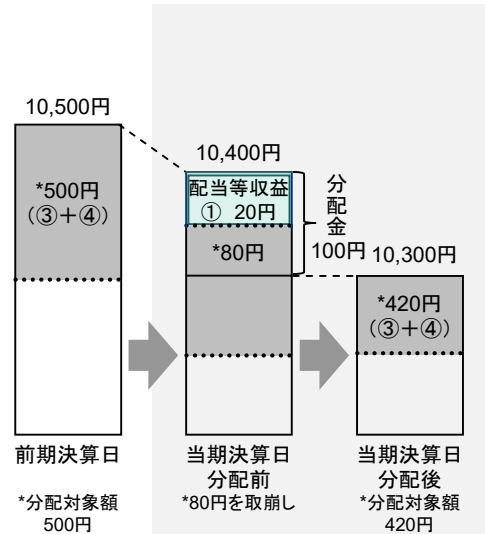 10,500円
*500円
(③+④)
前期決算日
*分配対象額
500円
10,400円
配当等収益
① 20円
*80円
分配金
100円
当期決算日
分配前
*80円を取崩し
10,300円
*420円
(③+④)
当期決算日
分配後
*分配対象額
420円